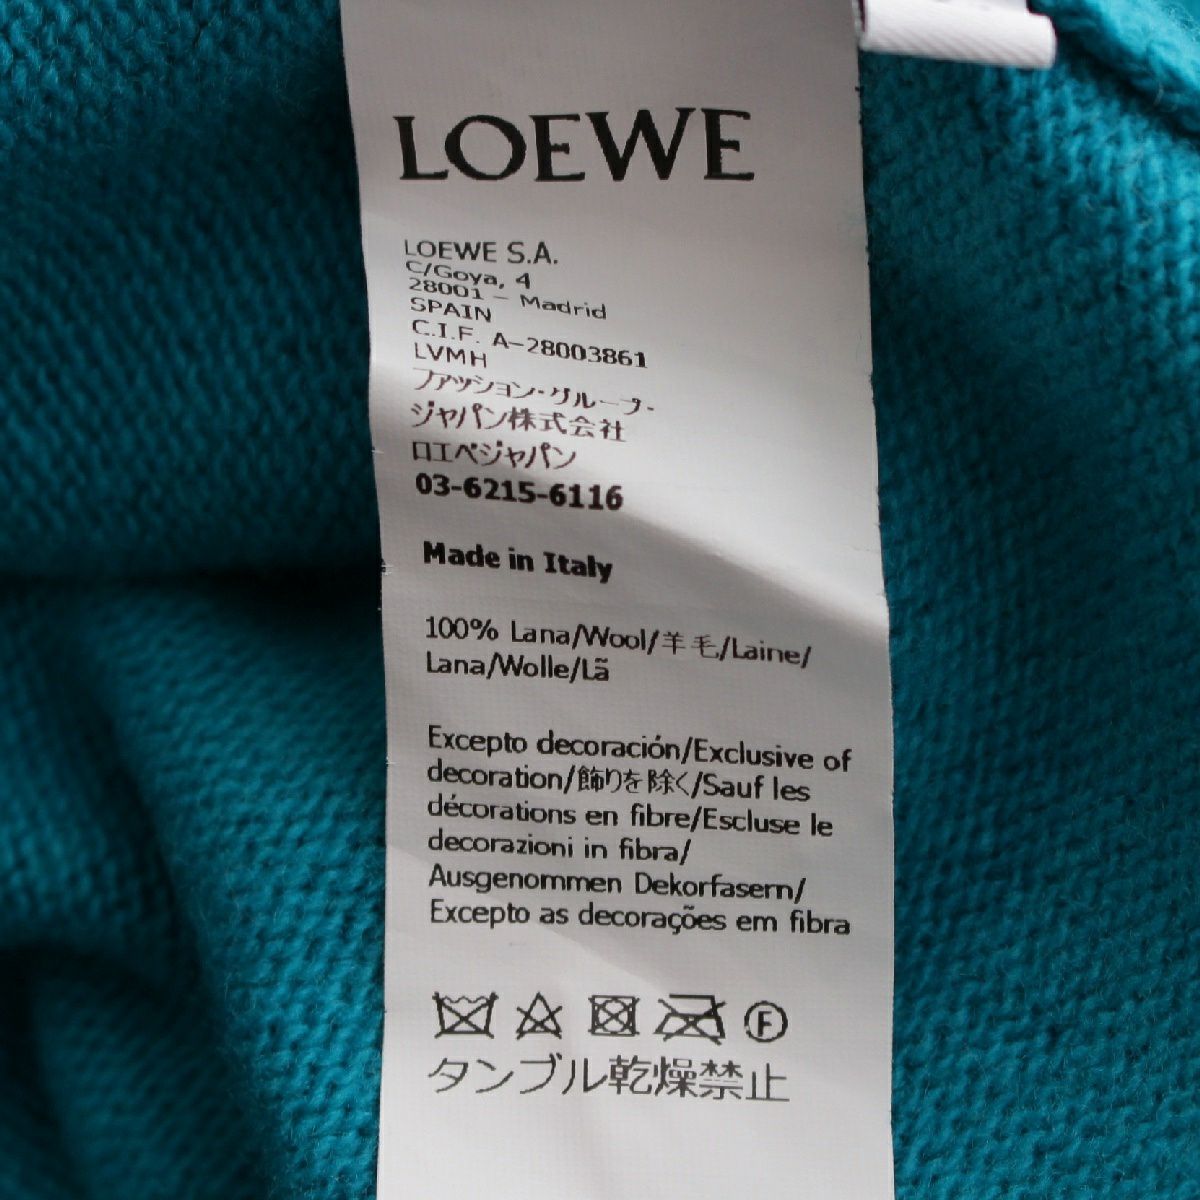 LOEWE
LOEWE S.A.
C/Goya, 4
28001 – Madrid
SPAIN
C.I.F. A-28003861
LVMH
ファッション・グループ・
ジャパン株式会社
ロエベジャパン
03-6215-6116
Made in Italy
100% Lana/Wool/羊毛/Laine/
Lana/Wolle/Lã
Excepto decoración/Exclusive of
decoration/飾りを除く/Sauf les
décorations en fibre/Escluse le
decorazioni in fibra/
Ausgenommen Dekorfasern/
Excepto as decorações em fibra
F
タンブル乾燥禁止